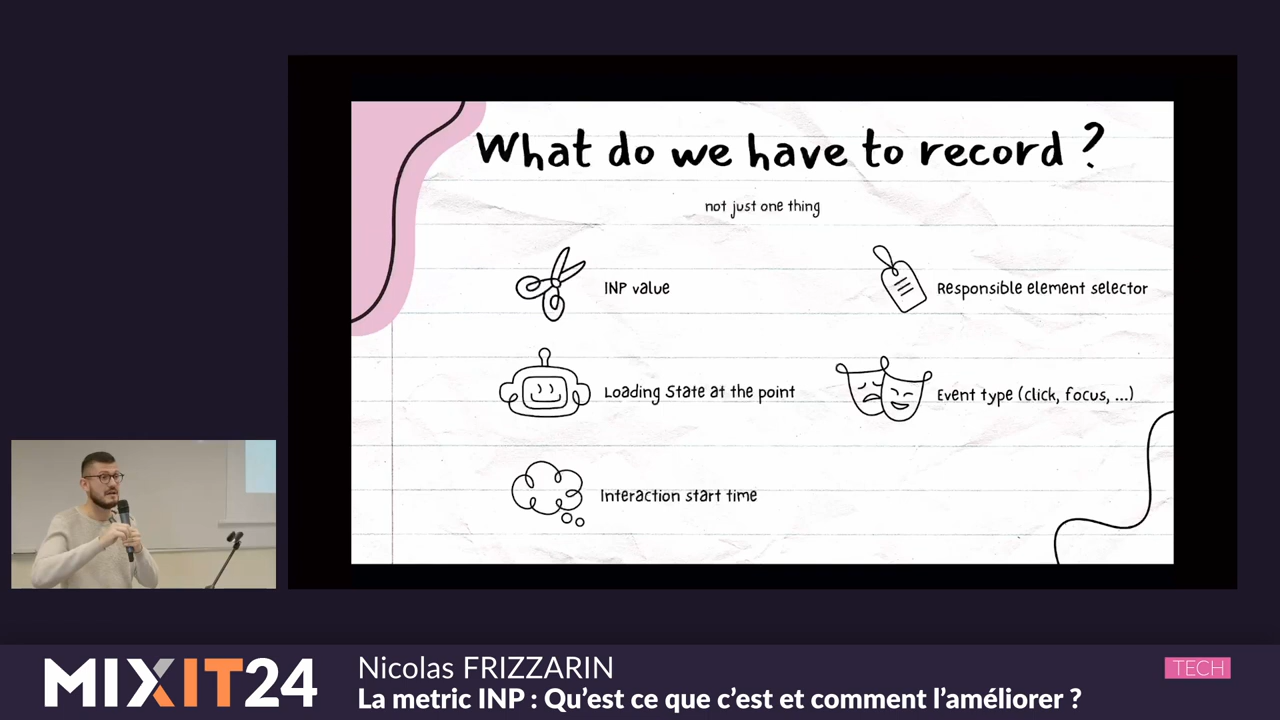 What do we have to record ?
not just one thing
INP value
Responsible element selector
Loading State at the point
Event type (click, focus, ...)
Interaction start time
MIXIT24
Nicolas FRIZZARIN
TECH
La metric INP : Qu'est ce que c'est et comment l'améliorer ?